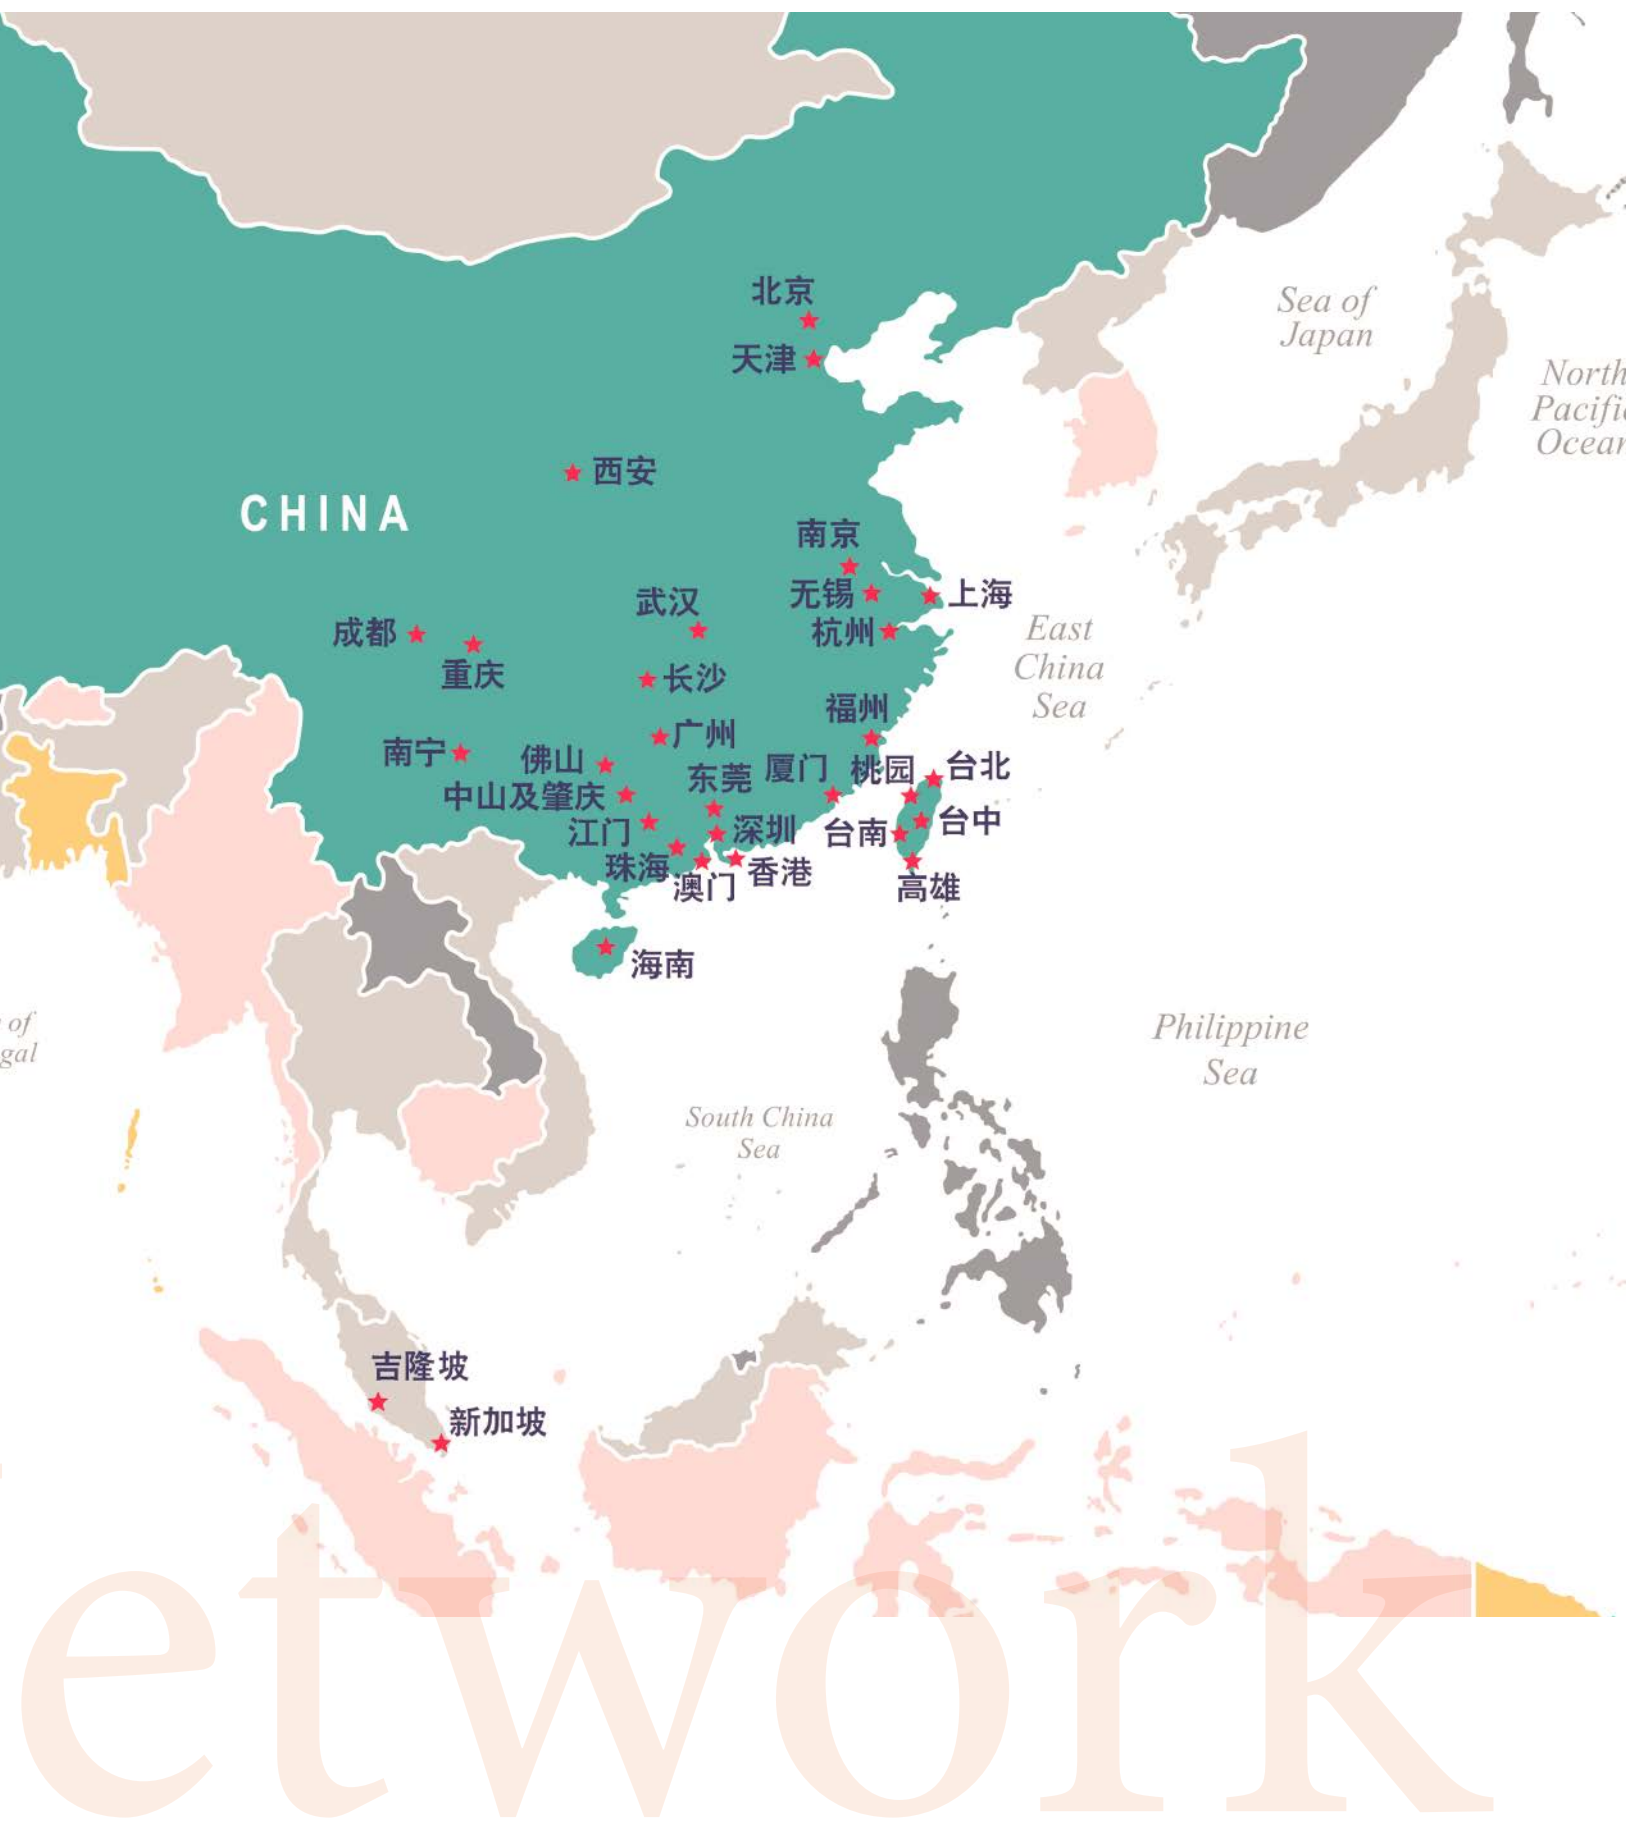 北京
Sea of
Japan
天津
North
Pacific
Ocean
西安
CHINA
南京
无锡
上海
武汉
杭州
成都
重庆
East
China
Sea
长沙
福州
广州
南宁
佛山
东莞
厦门
桃园
台北
中山及肇庆
江门
深圳
台南
台中
珠海
澳门
香港
高雄
海南
of
gal
Philippine
Sea
South China
Sea
吉隆坡
新加坡
etwork